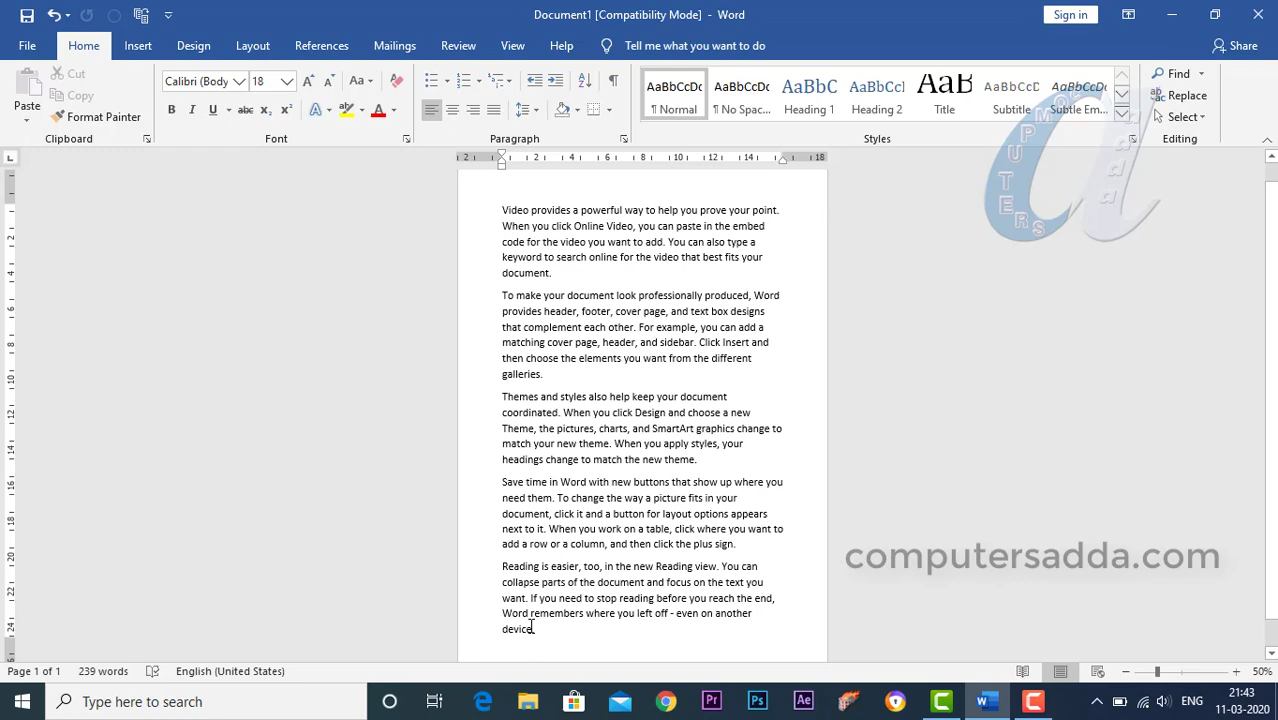 Document1 [Compatibility Mode] - Word
Sign in
File Home Insert Design Layout References Mailings Review View Help Tell me what you want to do Share
Cut
Copy
Paste
Format Painter
Clipboard
Calibri (Body 18
Font
Paragraph
AaBbCcDc AaBbCcDc AaBbC AaBbCcI AaB AaBbCcD AaBbCcDc
¶ Normal ¶ No Spac... Heading 1 Heading 2 Title Subtitle Subtle Em...
Styles
Find
Replace
Select
Editing
Video provides a powerful way to help you prove your point.
When you click Online Video, you can paste in the embed
code for the video you want to add. You can also type a
keyword to search online for the video that best fits your
document.
To make your document look professionally produced, Word
provides header, footer, cover page, and text box designs
that complement each other. For example, you can add a
matching cover page, header, and sidebar. Click Insert and
then choose the elements you want from the different
galleries.
Themes and styles also help keep your document
coordinated. When you click Design and choose a new
Theme, the pictures, charts, and SmartArt graphics change to
match your new theme. When you apply styles, your
headings change to match the new theme.
Save time in Word with new buttons that show up where you
need them. To change the way a picture fits in your
document, click it and a button for layout options appears
next to it. When you work on a table, click where you want to
add a row or a column, and then click the plus sign.
Reading is easier, too, in the new Reading view. You can
collapse parts of the document and focus on the text you
want. If you need to stop reading before you reach the end,
Word remembers where you left off - even on another
device.
computersadda.com
Page 1 of 1 239 words English (United States) 50%
Type here to search
ENG
21:43
11-03-2020